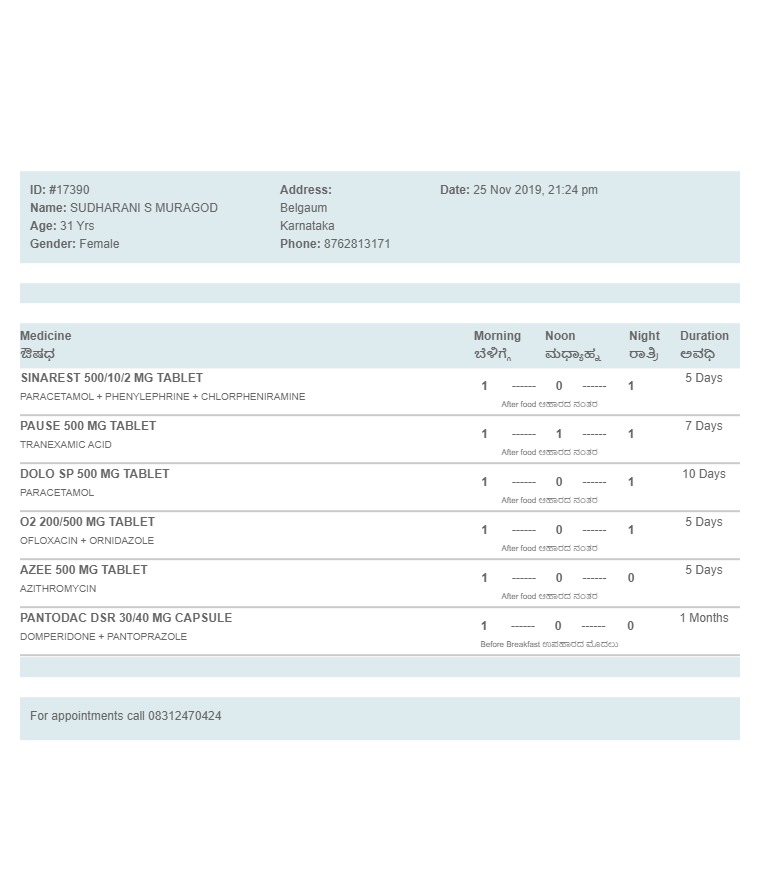 ID: #17390 Address: Date: 25 Nov 2019, 21:24 pm
Name: SUDHARANI S MURAGOD Belgaum
Age: 31 Yrs Karnataka
Gender: Female Phone: 8762813171
Medicine Morning Noon Night Duration
ಔಷಧ ಬೆಳಿಗ್ಗೆ ಮಧ್ಯಾಹ್ನ ರಾತ್ರಿ ಅವಧಿ
SINAREST 500/10/2 MG TABLET 1 ------ 0 ------ 1 5 Days
PARACETAMOL + PHENYLEPHRINE + CHLORPHENIRAMINE
After food ಆಹಾರದ ನಂತರ
PAUSE 500 MG TABLET 1 ------ 1 ------ 1 7 Days
TRANEXAMIC ACID
After food ಆಹಾರದ ನಂತರ
DOLO SP 500 MG TABLET 1 ------ 0 ------ 1 10 Days
PARACETAMOL
After food ಆಹಾರದ ನಂತರ
O2 200/500 MG TABLET 1 ------ 0 ------ 1 5 Days
OFLOXACIN + ORNIDAZOLE
After food ಆಹಾರದ ನಂತರ
AZEE 500 MG TABLET 1 ------ 0 ------ 0 5 Days
AZITHROMYCIN
After food ಆಹಾರದ ನಂತರ
PANTODAC DSR 30/40 MG CAPSULE 1 ------ 0 ------ 0 1 Months
DOMPERIDONE + PANTOPRAZOLE
Before Breakfast ಉಪಹಾರದ ಮೊದಲು
For appointments call 08312470424